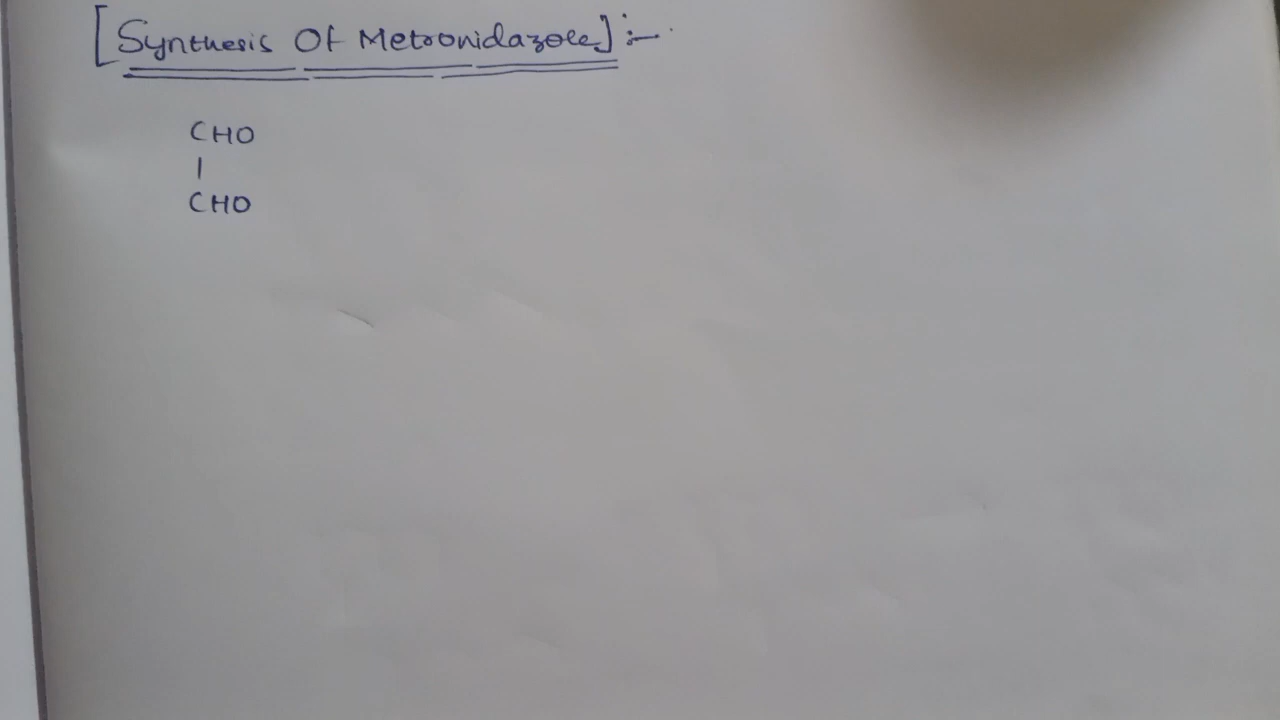 [Synthesis Of Metronidazole] :-
CHO
|
CHO